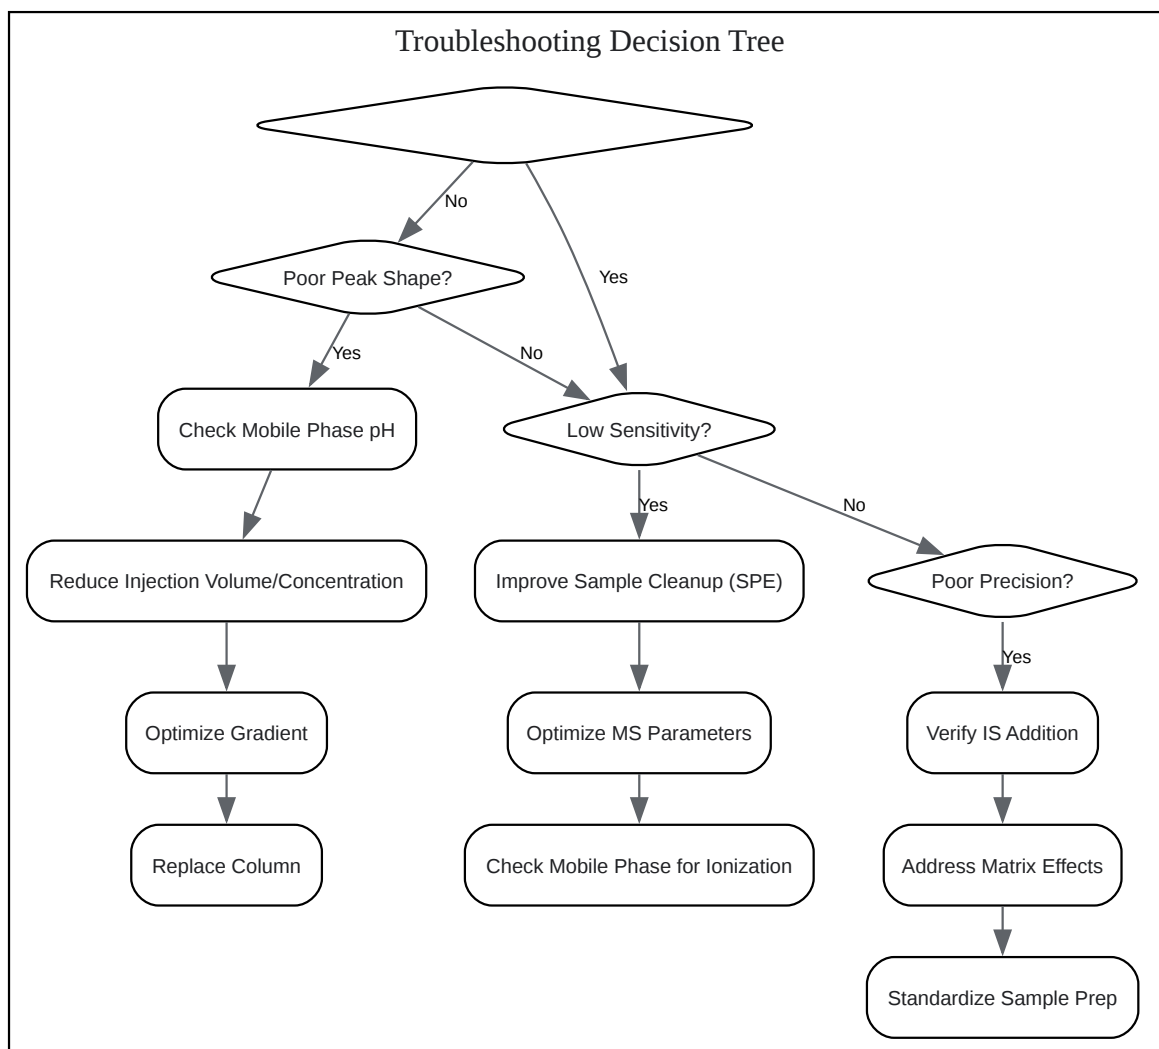 Troubleshooting Decision Tree
No
Poor Peak Shape?
Yes
Yes
No
Check Mobile Phase pH
Low Sensitivity?
Yes
No
Reduce Injection Volume/Concentration
Improve Sample Cleanup (SPE)
Poor Precision?
Yes
Optimize Gradient
Optimize MS Parameters
Verify IS Addition
Replace Column
Check Mobile Phase for Ionization
Address Matrix Effects
Standardize Sample Prep